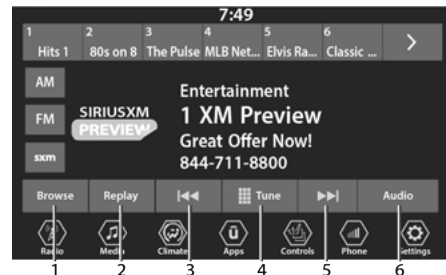 7:49
1 2 3 4 5 6
Hits 1 80s on 8 The Pulse MLB Net... Elvis Ra... Classic ...
AM
FM
sxm
SIRIUSXM
PREVIEW
Entertainment
1 XM Preview
Great Offer Now!
844-711-8800
Browse Replay Tune Audio
Radio Media Climate Apps Controls Phone Settings
1 2 3 4 5 6